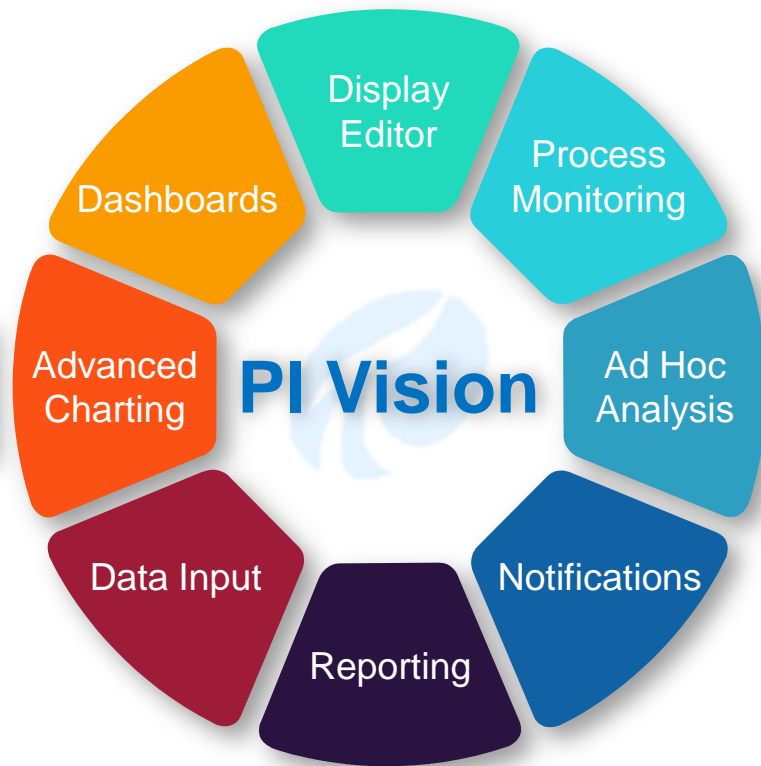 Display
Editor
Process
Monitoring
Dashboards
Ad Hoc
Analysis
Advanced
Charting
PI Vision
Notifications
Data Input
Reporting